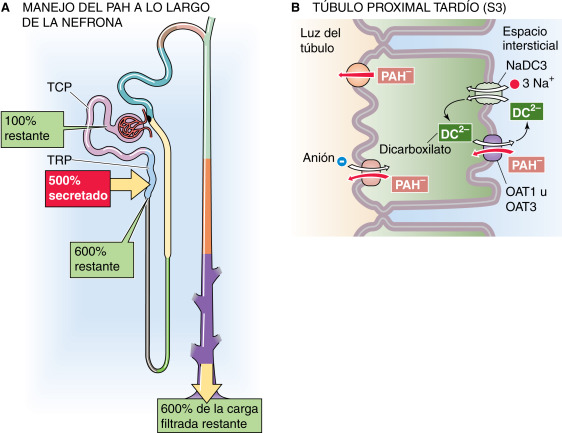 A MANEJO DEL PAH A LO LARGO
DE LA NEFRONA
TCP
100%
restante
TRP
500%
secretado
600%
restante
600% de la carga
filtrada restante
B TÚBULO PROXIMAL TARDÍO (S3)
Luz del
túbulo
Espacio
intersticial
NaDC3
3 Na⁺
PAH⁻
DC²⁻
DC²⁻
Dicarboxilato
Anión
PAH⁻
PAH⁻
OAT1 u
OAT3